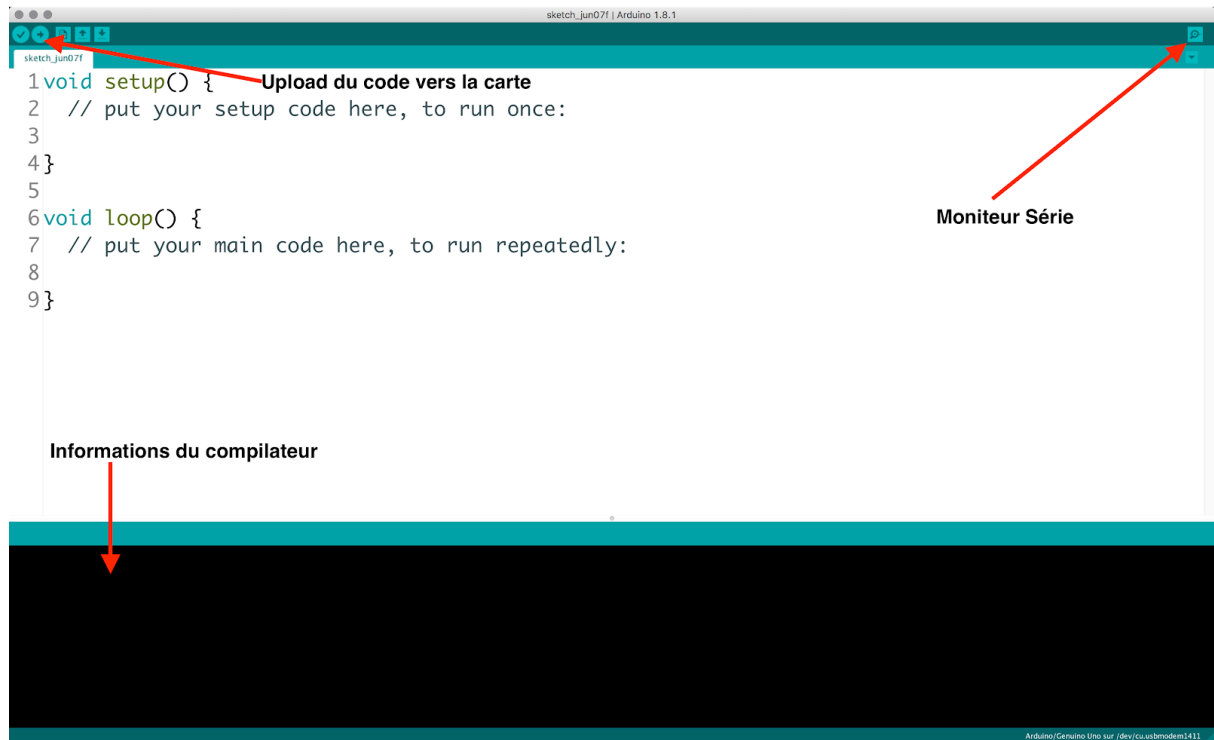 sketch_jun07f | Arduino 1.8.1
sketch_jun07f
1 void setup() {
Upload du code vers la carte
2 // put your setup code here, to run once:
3
4 }
5
6 void loop() {
Moniteur Série
7 // put your main code here, to run repeatedly:
8
9 }
Informations du compilateur
Arduino/Genuino Uno sur /dev/cu.usbmodem1411